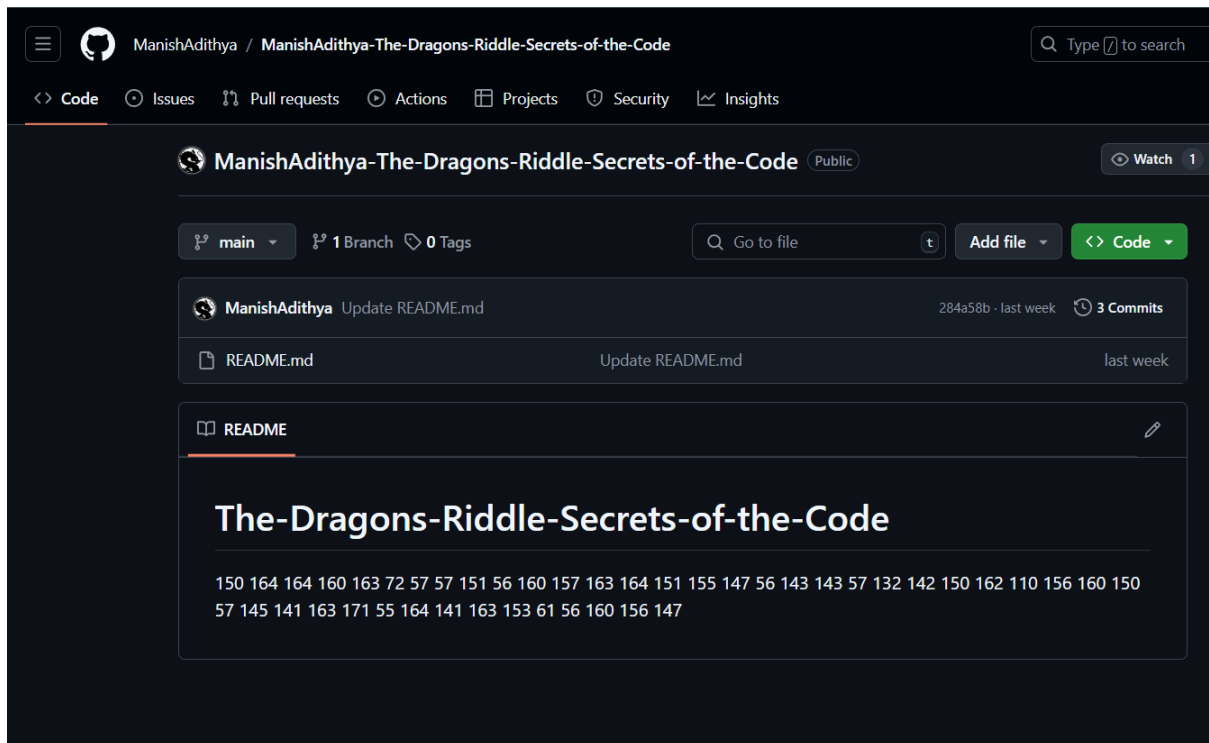 ManishAdithya / ManishAdithya-The-Dragons-Riddle-Secrets-of-the-Code
Type / to search
Code Issues Pull requests Actions Projects Security Insights
ManishAdithya-The-Dragons-Riddle-Secrets-of-the-Code Public
Watch 1
main 1 Branch 0 Tags
Go to file t
Add file
Code
ManishAdithya Update README.md 284a58b · last week 3 Commits
README.md Update README.md last week
README
The-Dragons-Riddle-Secrets-of-the-Code
150 164 164 160 163 72 57 57 151 56 160 157 163 164 151 155 147 56 143 143 57 132 142 150 162 110 156 160 150
57 145 141 163 171 55 164 141 163 153 61 56 160 156 147